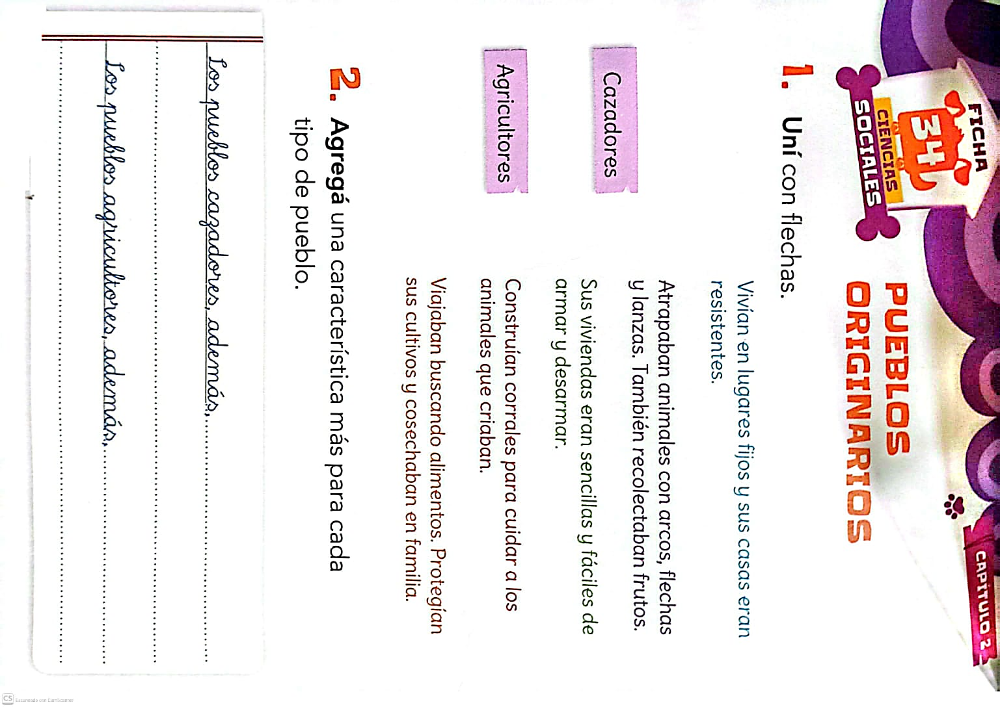 FICHA
34
CIENCIAS
SOCIALES
PUEBLOS
ORIGINARIOS
CAPÍTULO 2
1. Uní con flechas.
Vivían en lugares fijos y sus casas eran
resistentes.
Atrapaban animales con arcos, flechas
y lanzas. También recolectaban frutos.
Cazadores
Sus viviendas eran sencillas y fáciles de
armar y desarmar.
Agricultores
Construían corrales para cuidar a los
animales que criaban.
Viajaban buscando alimentos. Protegían
sus cultivos y cosechaban en familia.
2. Agregá una característica más para cada
tipo de pueblo.
Los pueblos cazadores, además,
Los pueblos agricultores, además,
CS Escaneado con CamScanner